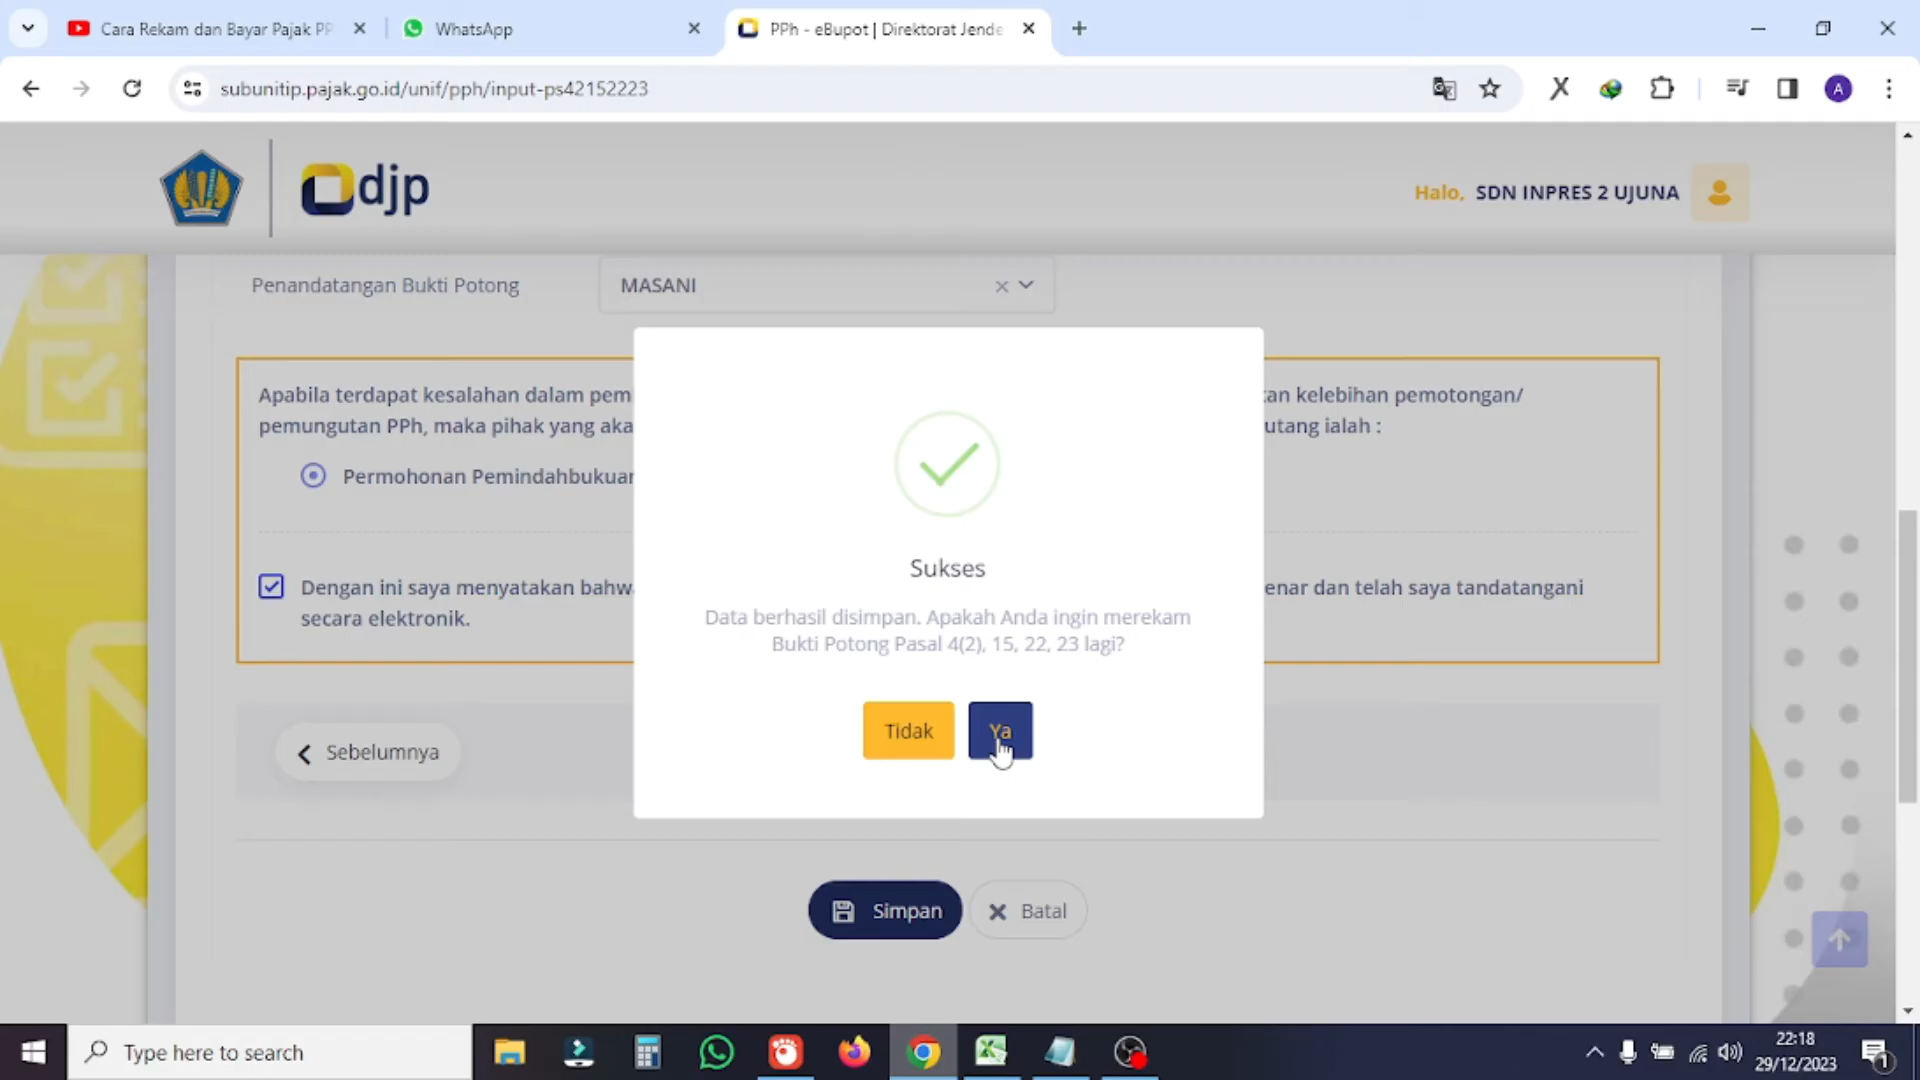 Cara Rekam dan Bayar Pajak PP
WhatsApp
PPh - eBupot | Direktorat Jende
subunitip.pajak.go.id/unif/pph/input-ps42152223
A
djp
Halo, SDN INPRES 2 UJUNA
Penandatangan Bukti Potong
MASANI
Apabila terdapat kesalahan dalam pem
an kelebihan pemotongan/
pemungutan PPh, maka pihak yang aka
utang ialah :
Permohonan Pemindahbukuan
Dengan ini saya menyatakan bahw
enar dan telah saya tandatangani
secara elektronik.
Sukses
Data berhasil disimpan. Apakah Anda ingin merekam
Bukti Potong Pasal 4(2), 15, 22, 23 lagi?
Tidak
Ya
Sebelumnya
Simpan
Batal
Type here to search
22:18
29/12/2023
1